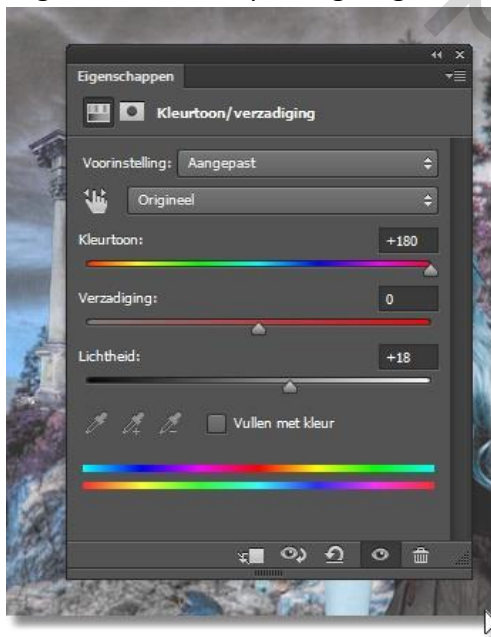 Eigenschappen
Kleurtoon/verzadiging
Voorinstelling: Aangepast
Origineel
Kleurtoon: +180
Verzadiging: 0
Lichtheid: +18
Vullen met kleur